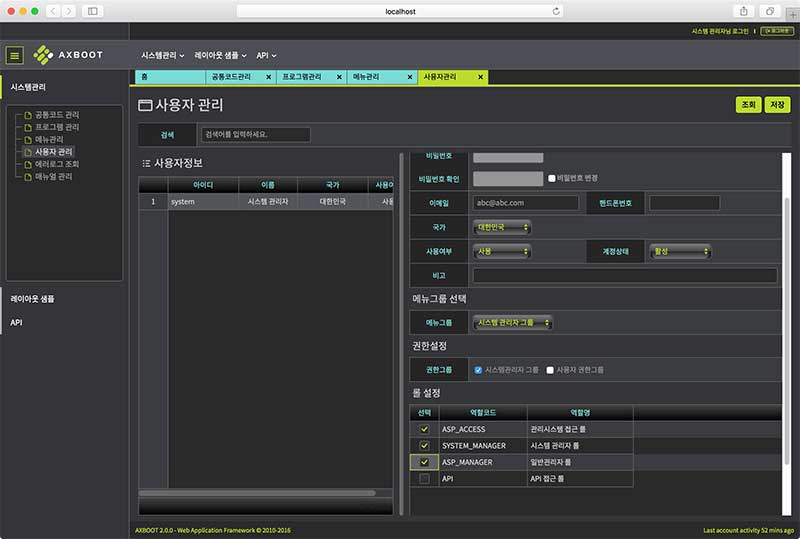 localhost
시스템 관리자님 로그인
로그아웃
AXBOOT
시스템관리 레이아웃 샘플 API
홈 공통코드관리 프로그램관리 메뉴관리 사용자관리
시스템관리
공통코드 관리
프로그램 관리
메뉴관리
사용자 관리
에러로그 조회
매뉴얼 관리
레이아웃 샘플
API
사용자 관리
조회 저장
검색 검색어를 입력하세요.
사용자정보
아이디 이름 국가 사용여
1 system 시스템 관리자 대한민국 사용
비밀번호
비밀번호 확인 비밀번호 변경
이메일 abc@abc.com 핸드폰번호
국가 대한민국
사용여부 사용 계정상태 활성
비고
메뉴그룹 선택
메뉴그룹 시스템 관리자 그룹
권한설정
권한그룹 시스템관리자 그룹 사용자 권한그룹
롤 설정
선택 역할코드 역할명
ASP_ACCESS 관리시스템 접근 롤
SYSTEM_MANAGER 시스템 관리자 롤
ASP_MANAGER 일반관리자 롤
API API 접근 롤
AXBOOT 2.0.0 - Web Application Framework © 2010-2016
Last account activity 52 mins ago